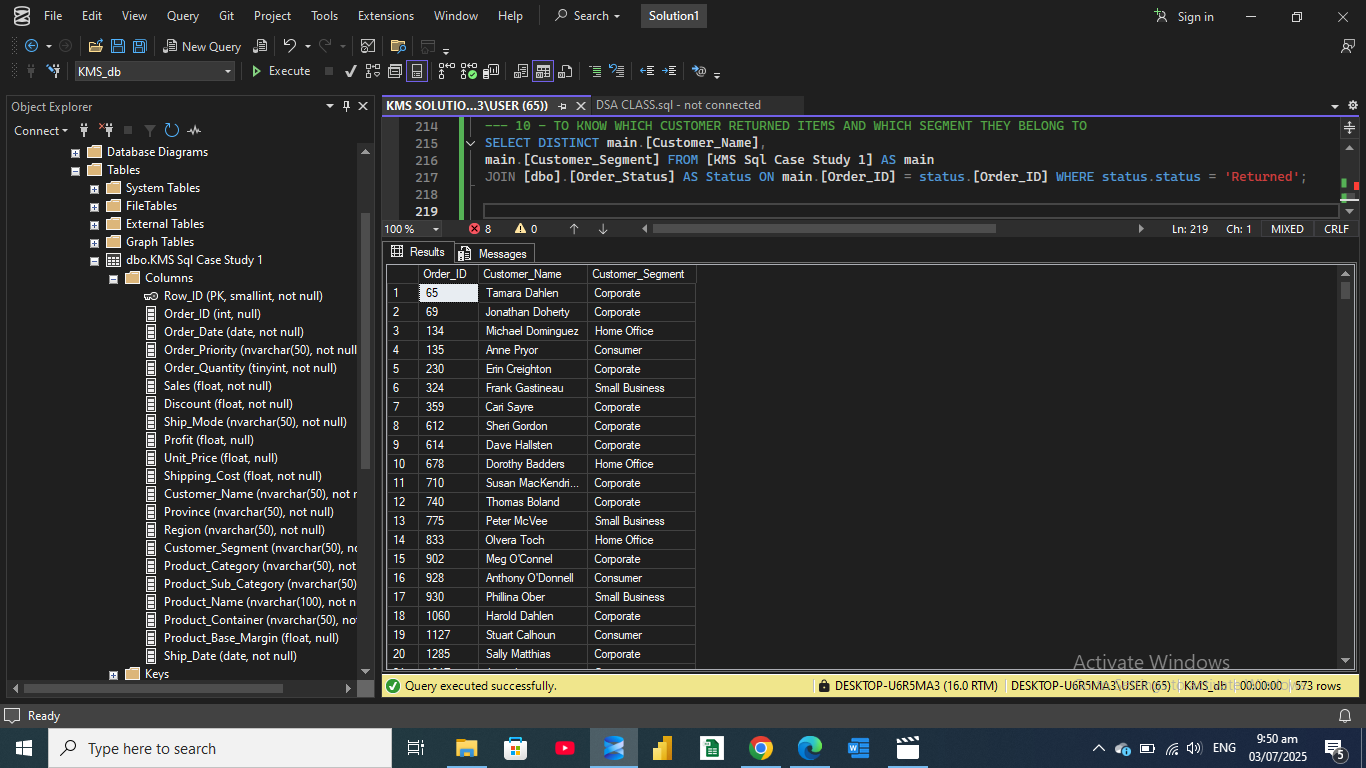 File Edit View Query Git Project Tools Extensions Window Help Search Solution1 Sign in
New Query
KMS_db Execute
Object Explorer
Connect
Database Diagrams
Tables
System Tables
FileTables
External Tables
Graph Tables
dbo.KMS Sql Case Study 1
Columns
Row_ID (PK, smallint, not null)
Order_ID (int, null)
Order_Date (date, not null)
Order_Priority (nvarchar(50), not null
Order_Quantity (tinyint, not null)
Sales (float, not null)
Discount (float, not null)
Ship_Mode (nvarchar(50), not null)
Profit (float, null)
Unit_Price (float, null)
Shipping_Cost (float, not null)
Customer_Name (nvarchar(50), not r
Province (nvarchar(50), not null)
Region (nvarchar(50), not null)
Customer_Segment (nvarchar(50), no
Product_Category (nvarchar(50), not
Product_Sub_Category (nvarchar(50)
Product_Name (nvarchar(100), not n
Product_Container (nvarchar(50), no
Product_Base_Margin (float, null)
Ship_Date (date, not null)
Keys
KMS SOLUTIO...3\USER (65)) DSA CLASS.sql - not connected
214 --- 10 - TO KNOW WHICH CUSTOMER RETURNED ITEMS AND WHICH SEGMENT THEY BELONG TO
215 SELECT DISTINCT main.[Customer_Name],
216 main.[Customer_Segment] FROM [KMS Sql Case Study 1] AS main
217 JOIN [dbo].[Order_Status] AS Status ON main.[Order_ID] = status.[Order_ID] WHERE status.status = 'Returned';
218
219
100 % 8 0 Ln: 219 Ch: 1 MIXED CRLF
Results Messages
Order_ID Customer_Name Customer_Segment
1 65 Tamara Dahlen Corporate
2 69 Jonathan Doherty Corporate
3 134 Michael Dominguez Home Office
4 135 Anne Pryor Consumer
5 230 Erin Creighton Corporate
6 324 Frank Gastineau Small Business
7 359 Cari Sayre Corporate
8 612 Sheri Gordon Corporate
9 614 Dave Hallsten Corporate
10 678 Dorothy Badders Home Office
11 710 Susan MacKendri... Corporate
12 740 Thomas Boland Corporate
13 775 Peter McVee Small Business
14 833 Olvera Toch Home Office
15 902 Meg O'Connel Corporate
16 928 Anthony O'Donnell Consumer
17 930 Phillina Ober Small Business
18 1060 Harold Dahlen Corporate
19 1127 Stuart Calhoun Consumer
20 1285 Sally Matthias Corporate
Activate Windows
Query executed successfully. DESKTOP-U6R5MA3 (16.0 RTM) DESKTOP-U6R5MA3\USER (65) KMS_db 00:00:00 573 rows
Ready
Type here to search
ENG
9:50 am
03/07/2025
5